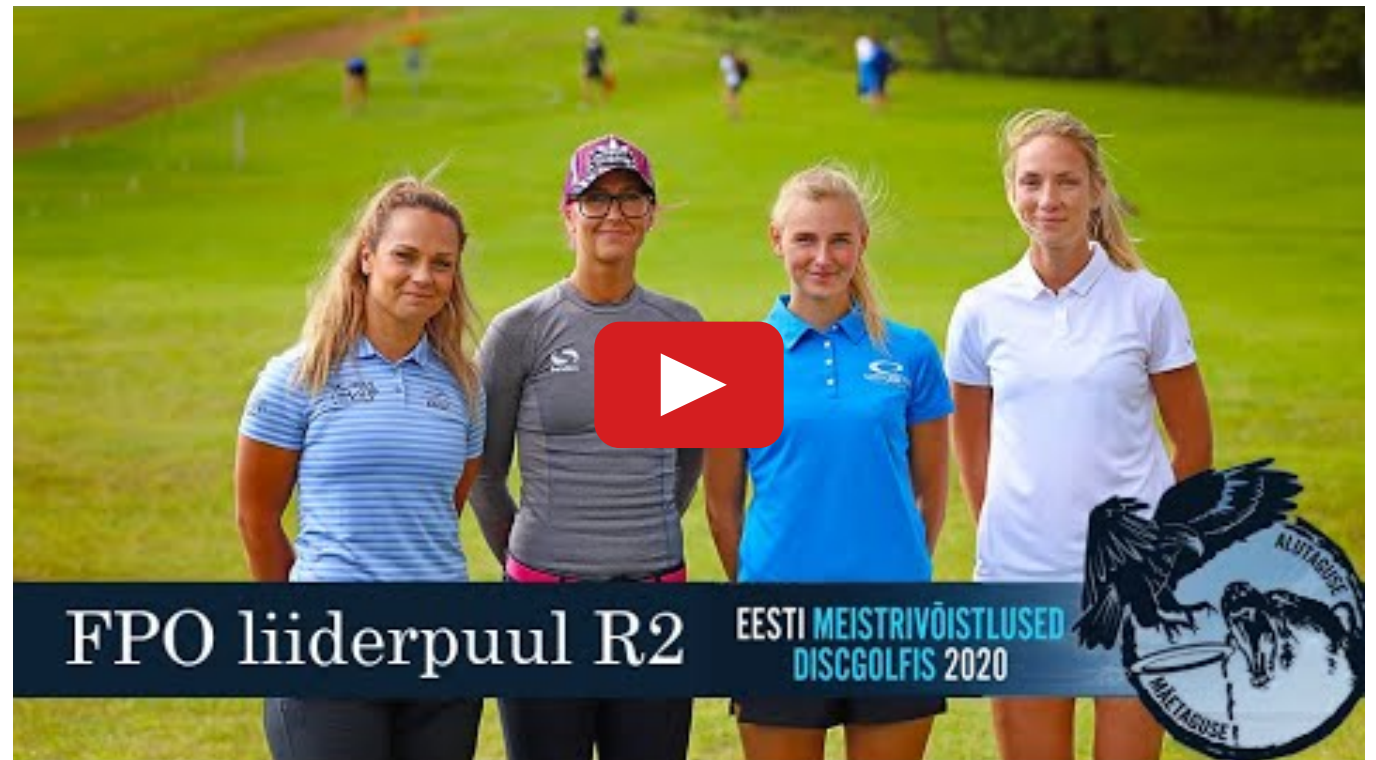 FPO liiderpuul R2
EESTI MEISTRIVÕISTLUSED
DISCGOLFIS 2020
ALUTAGUSE
MÄETAGUSE